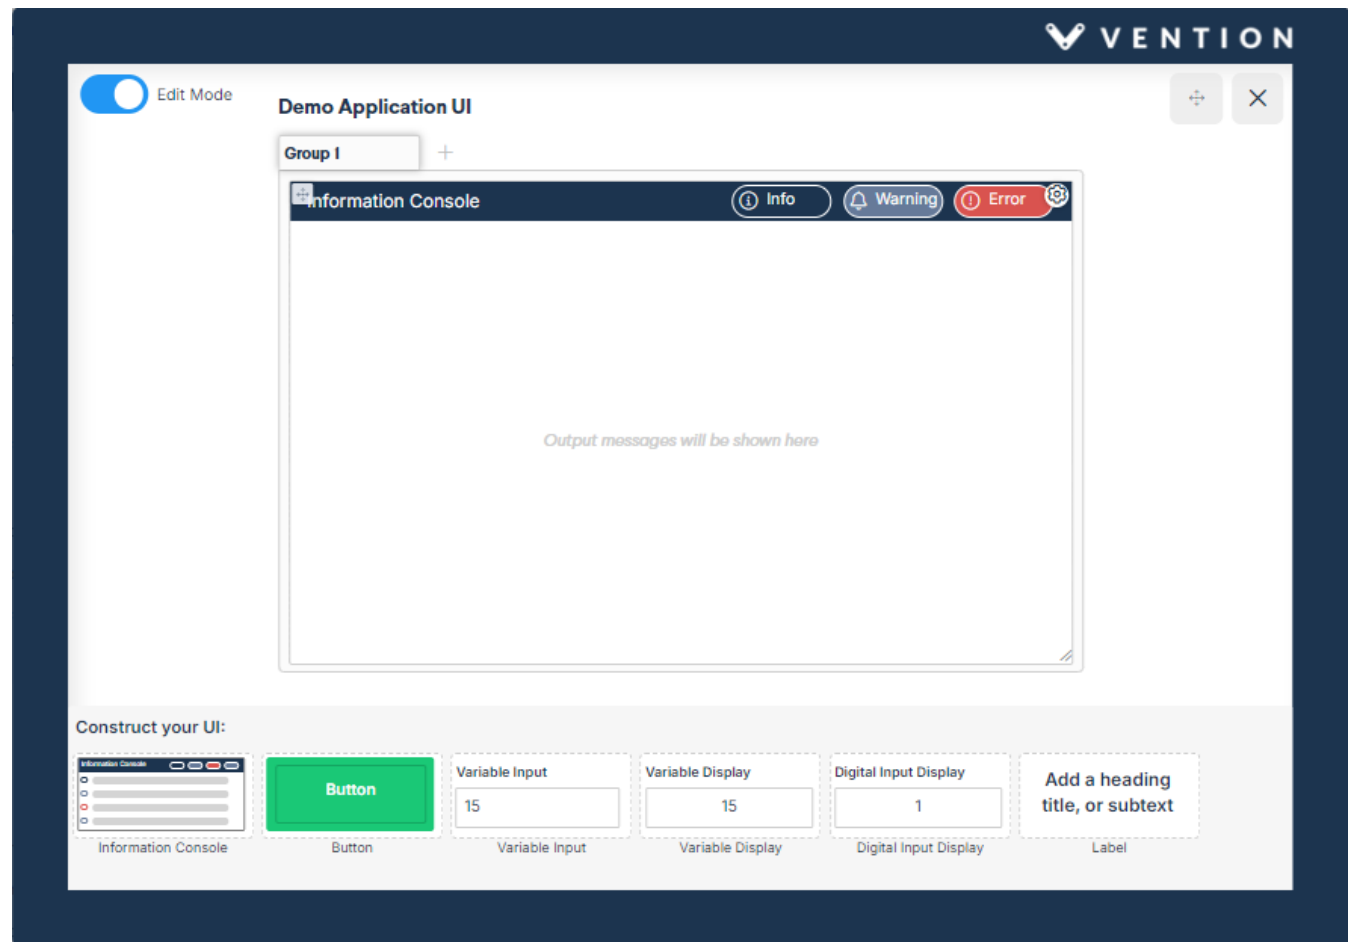 VENTION
Edit Mode
Demo Application UI
Group 1
Information Console
Info
Warning
Error
Output messages will be shown here
Construct your UI:
Information Console
Button
Variable Input
15
Variable Display
15
Digital Input Display
1
Add a heading
title, or subtext
Information Console
Button
Variable Input
Variable Display
Digital Input Display
Label